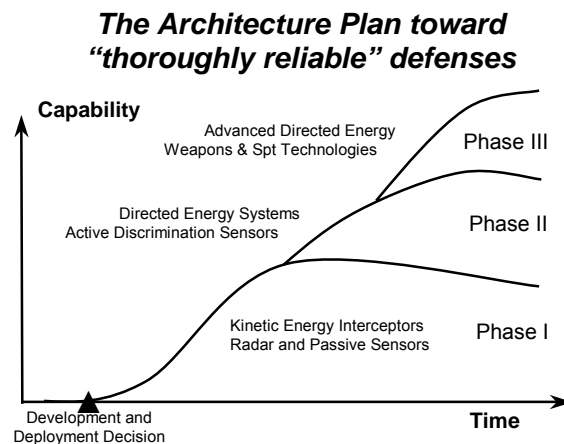 The Architecture Plan toward
“thoroughly reliable” defenses
Capability
Advanced Directed Energy
Weapons & Spt Technologies
Phase III
Directed Energy Systems
Active Discrimination Sensors
Phase II
Kinetic Energy Interceptors
Radar and Passive Sensors
Phase I
Development and
Deployment Decision
Time